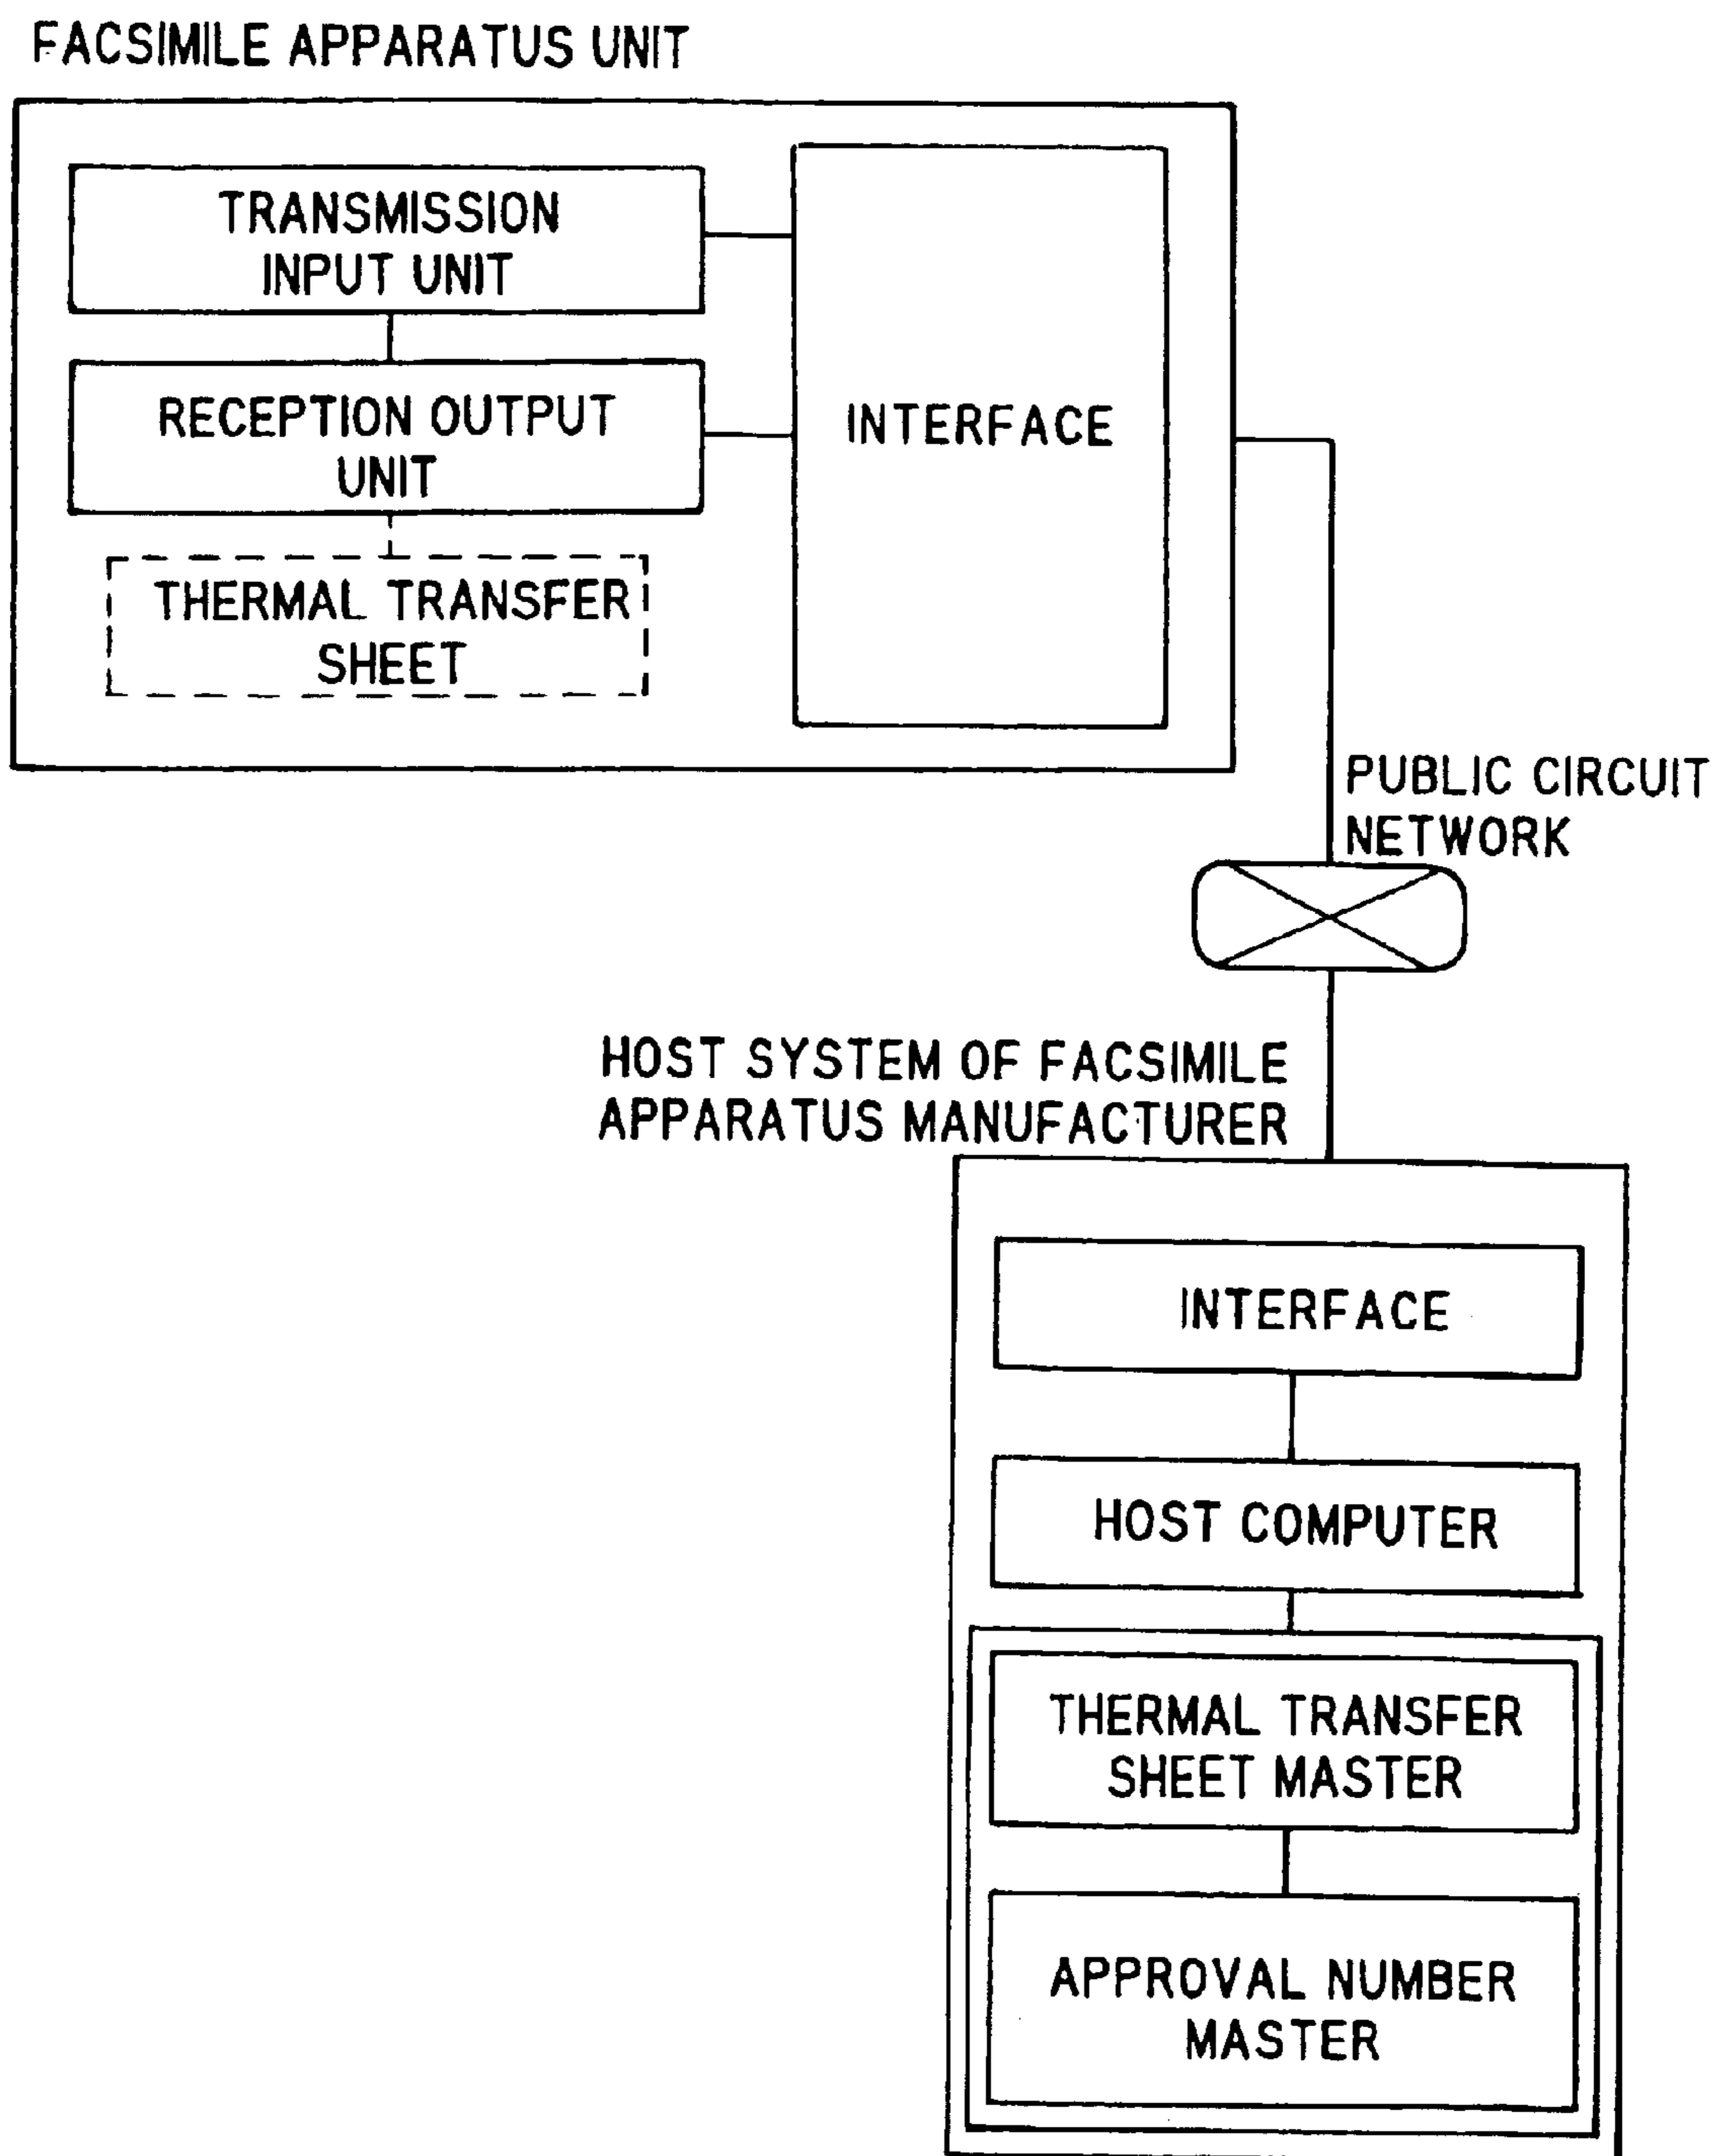 FACSIMILE APPARATUS UNIT
TRANSMISSION
INPUT UNIT
RECEPTION OUTPUT
UNIT
THERMAL TRANSFER
SHEET
INTERFACE
PUBLIC CIRCUIT
NETWORK
HOST SYSTEM OF FACSIMILE
APPARATUS MANUFACTURER
INTERFACE
HOST COMPUTER
THERMAL TRANSFER
SHEET MASTER
APPROVAL NUMBER
MASTER